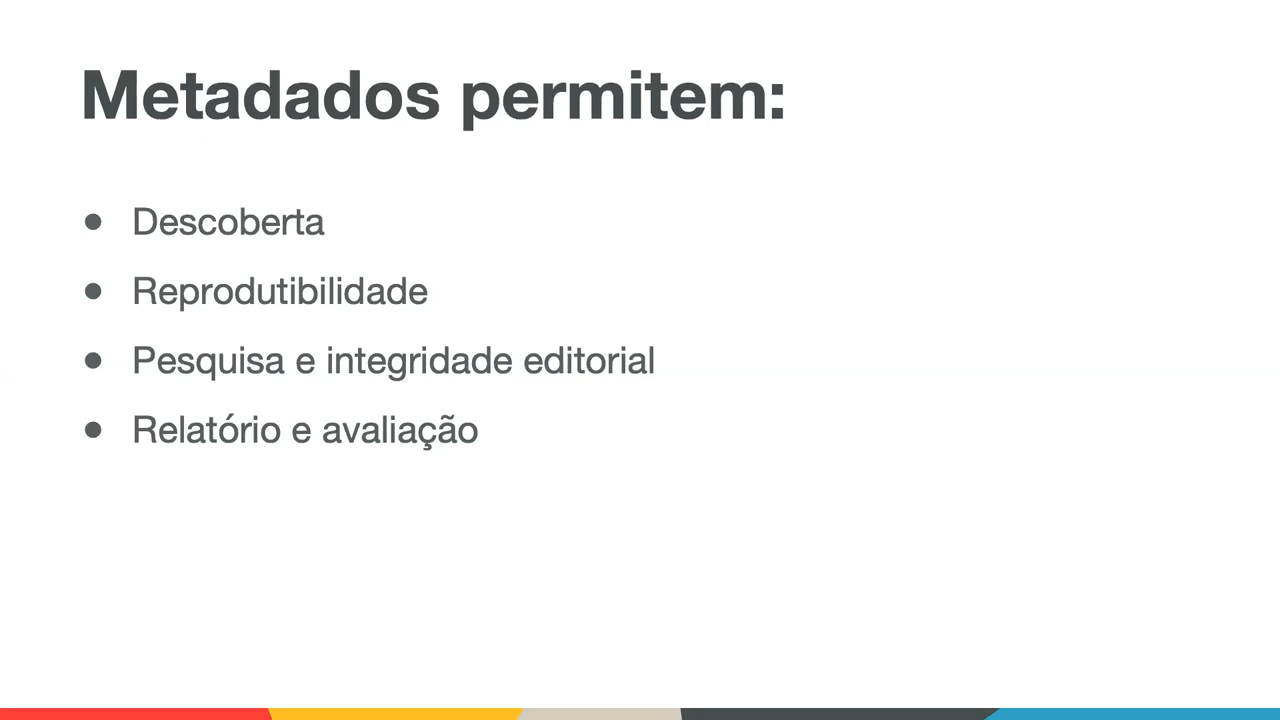 Metadados permitem:
● Descoberta
● Reprodutibilidade
● Pesquisa e integridade editorial
● Relatório e avaliação